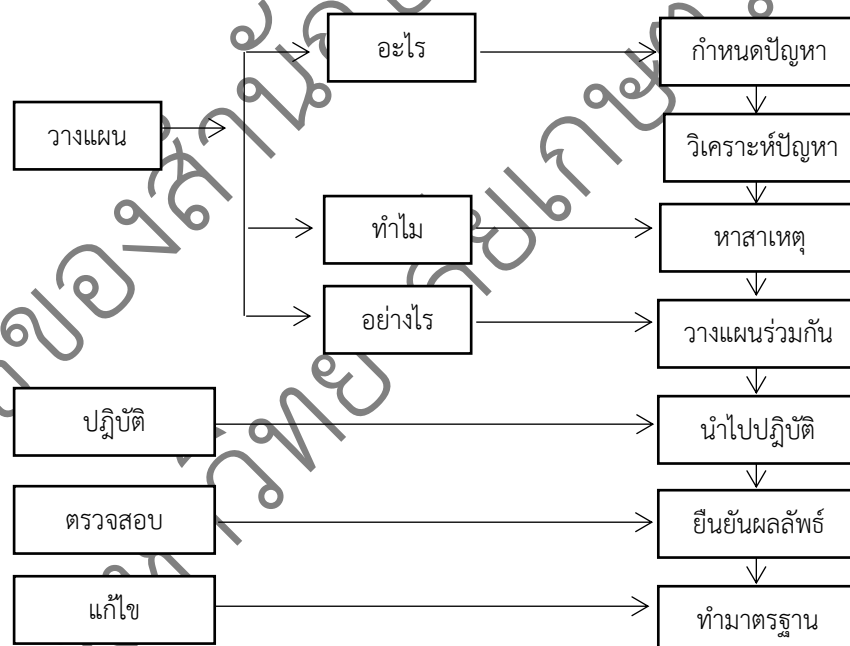 อะไร
กำหนดปัญหา
วางแผน
วิเคราะห์ปัญหา
ทำไม
หาสาเหตุ
อย่างไร
วางแผนร่วมกัน
ปฎิบัติ
นำไปปฎิบัติ
ตรวจสอบ
ยืนยันผลลัพธ์
แก้ไข
ทำมาตรฐาน